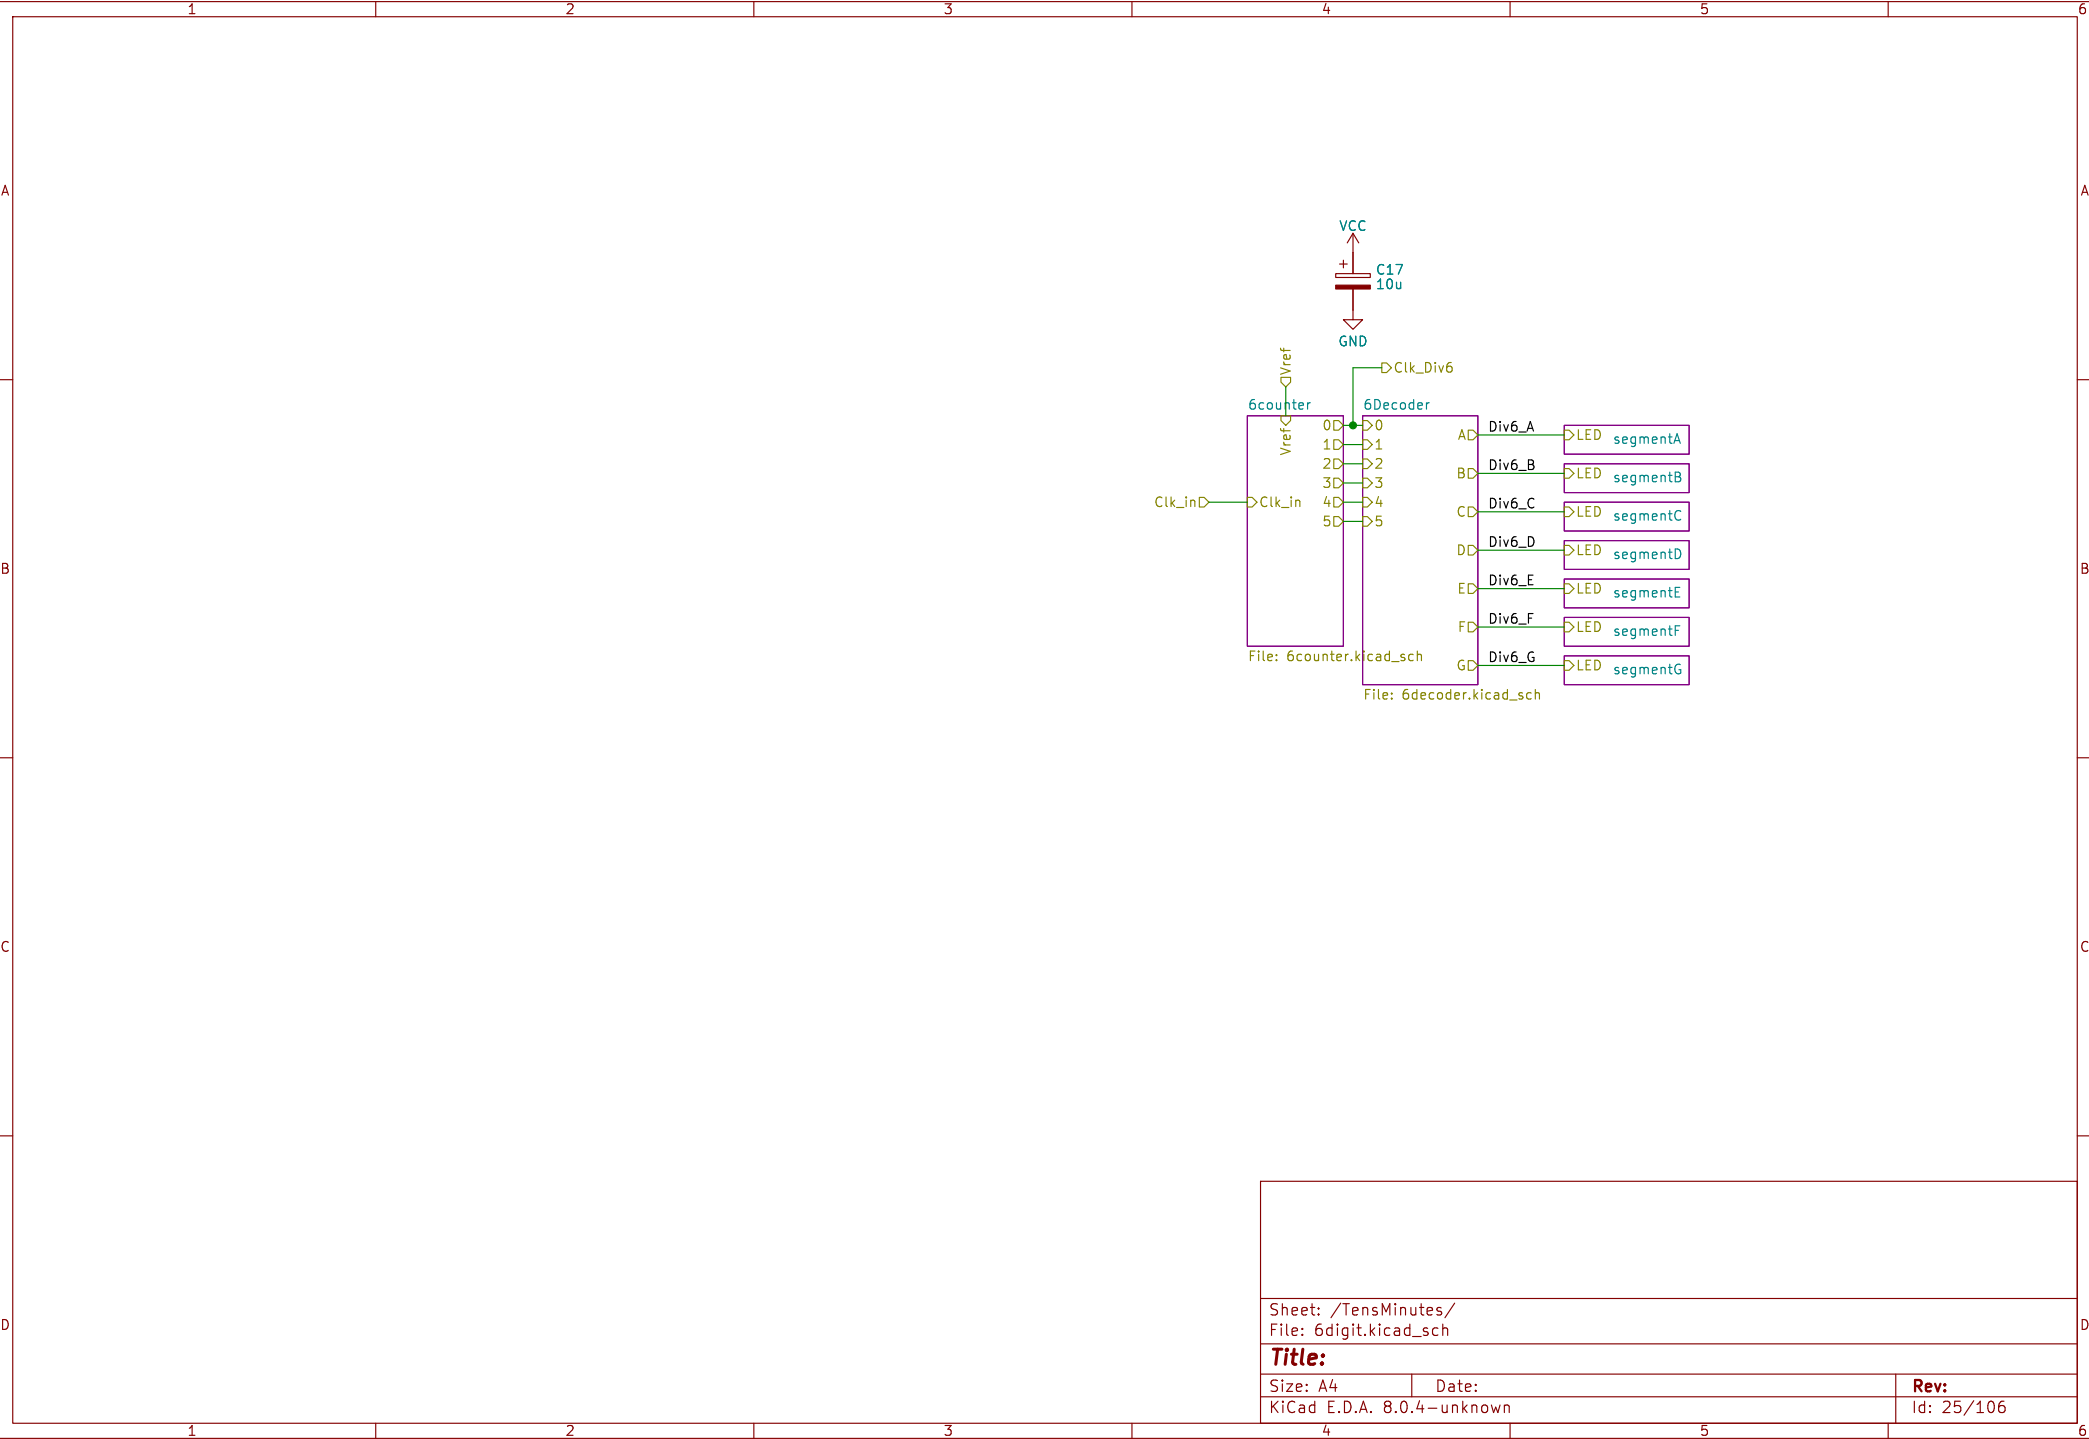 1 2 3 4 5 6
A A
VCC
+
C17
10u
GND
Vref
Clk_Div6
6counter 6Decoder
Vref
0 0
1 1
2 2
3 3
Clk_in Clk_in 4 4
5 5
A Div6_A LED segmentA
B Div6_B LED segmentB
C Div6_C LED segmentC
D Div6_D LED segmentD
E Div6_E LED segmentE
F Div6_F LED segmentF
G Div6_G LED segmentG
B B
File: 6counter.kicad_sch
File: 6decoder.kicad_sch
C C
Sheet: /TensMinutes/
File: 6digit.kicad_sch
D D
Title:
Size: A4 Date: Rev:
KiCad E.D.A. 8.0.4-unknown Id: 25/106
1 2 3 4 5 6